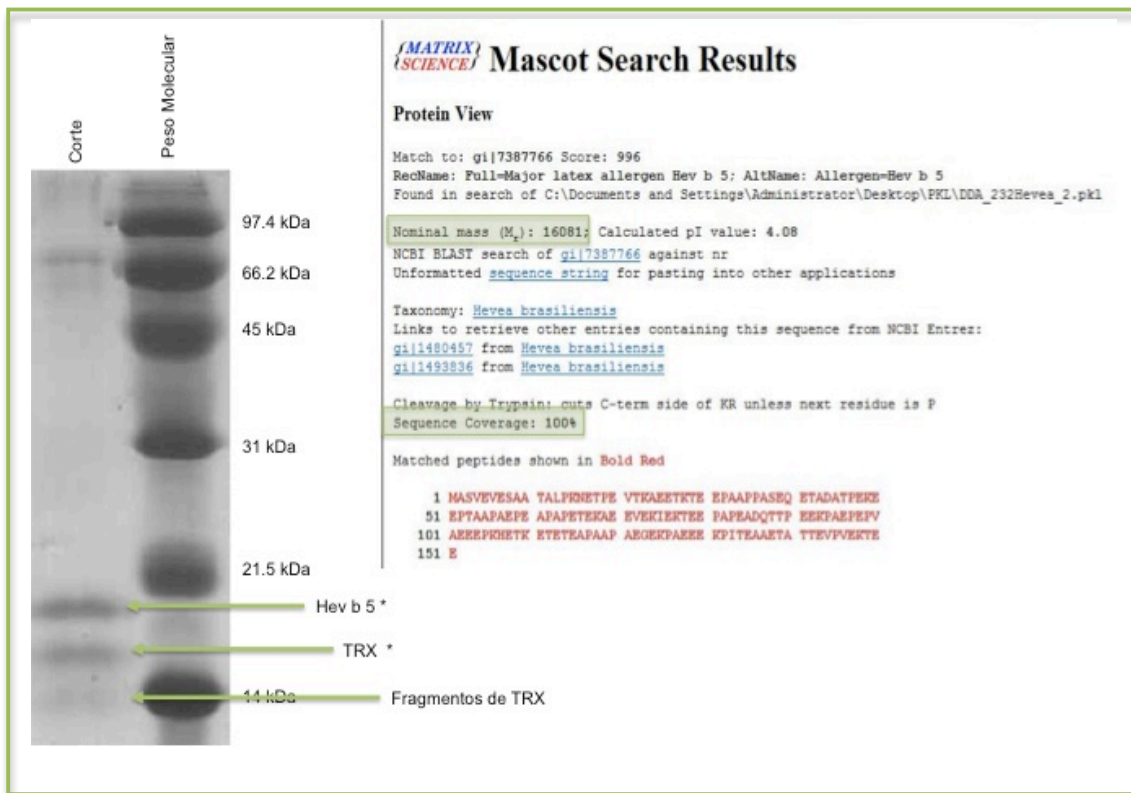 Corte
Peso Molecular
97.4 kDa
66.2 kDa
45 kDa
31 kDa
21.5 kDa
Hev b 5 *
TRX *
14 kDa
Fragmentos de TRX
{MATRIX}
{SCIENCE}
Mascot Search Results
Protein View
Match to: gi|7387766 Score: 996
RecName: Full=Major latex allergen Hev b 5; AltName: Allergen=Hev b 5
Found in search of C:\Documents and Settings\Administrator\Desktop\PKL\DDA_232Hevea_2.pkl
Nominal mass (Mr): 16081; Calculated pI value: 4.08
NCBI BLAST search of gi|7387766 against nr
Unformatted sequence string for pasting into other applications
Taxonomy: Hevea brasiliensis
Links to retrieve other entries containing this sequence from NCBI Entrez:
gi|1480457 from Hevea brasiliensis
gi|1493836 from Hevea brasiliensis
Cleavage by Trypsin: cuts C-term side of KR unless next residue is P
Sequence Coverage: 100%
Matched peptides shown in Bold Red
1 MASVEVESAA TALPKNETPE VTKAEETKTE EPAAPPASEQ ETADATPEKE
51 EPTAAPAEPE APAPETEKAE EVEKIEKTEE PAPEADQTTP EEKPAEPEPV
101 AEEEPKHETK ETETEAPAAP AEGEKPAEEE KPITEAAETA TTEVPVEKTE
151 E